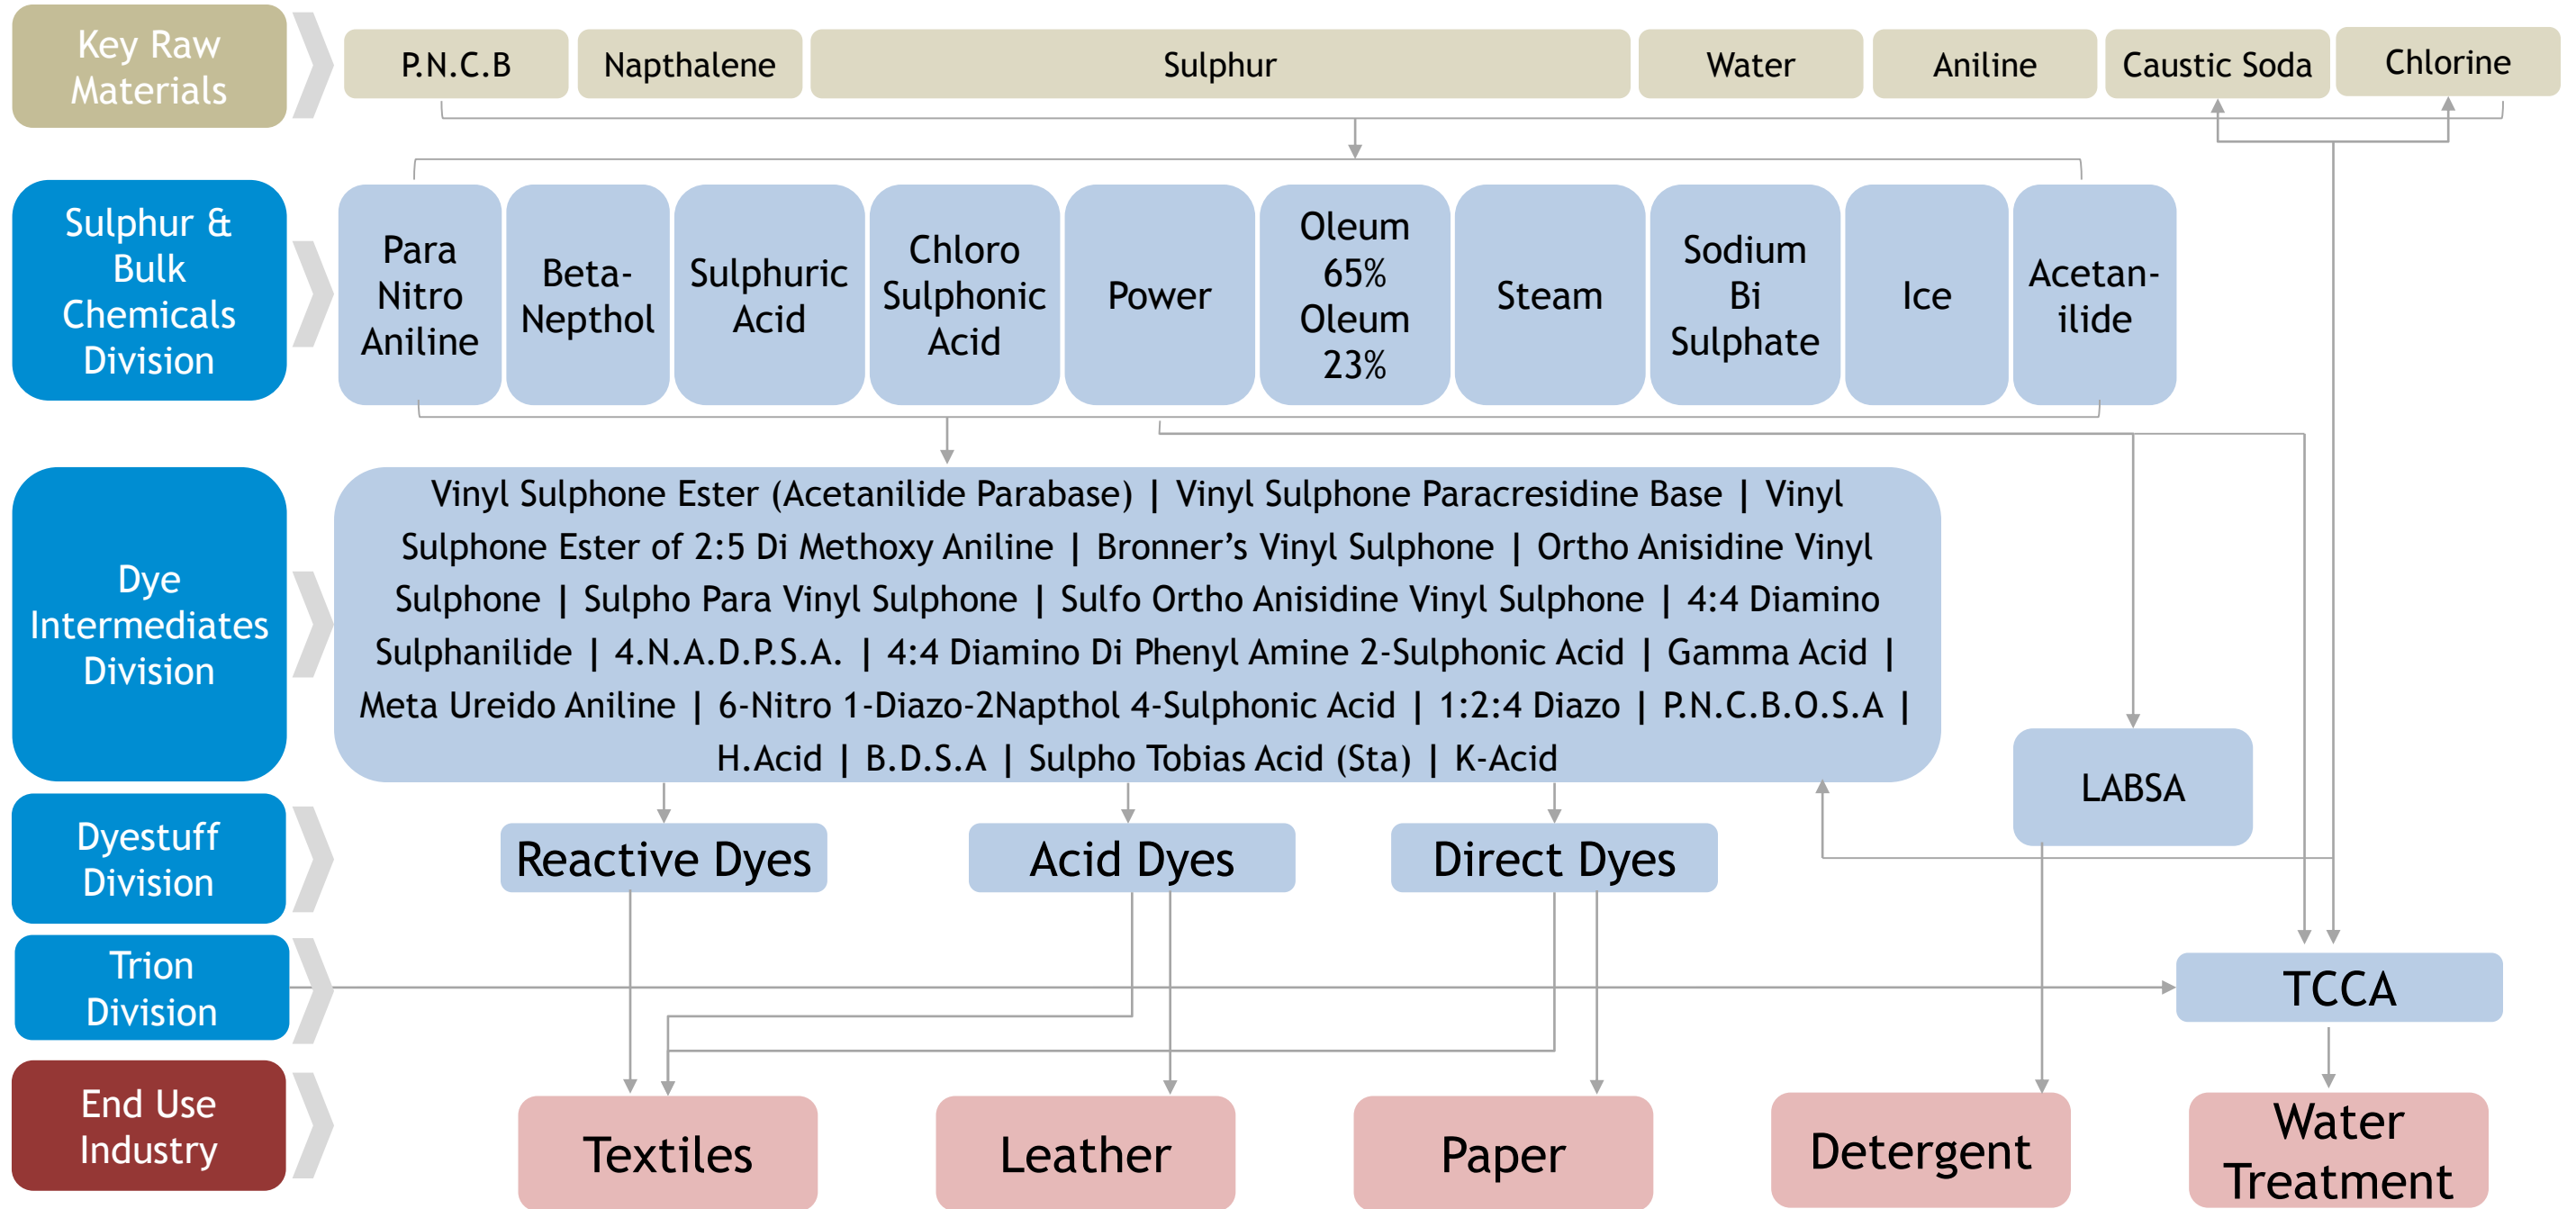 Key Raw
Materials
P.N.C.B
Napthalene
Sulphur
Water
Aniline
Caustic Soda
Chlorine
Sulphur &
Bulk
Chemicals
Division
Para
Nitro
Aniline
Beta-
Nepthol
Sulphuric
Acid
Chloro
Sulphonic
Acid
Power
Oleum
65%
Oleum
23%
Steam
Sodium
Bi
Sulphate
Ice
Acetan-
ilide
Dye
Intermediates
Division
Vinyl Sulphone Ester (Acetanilide Parabase) | Vinyl Sulphone Paracresidine Base | Vinyl
Sulphone Ester of 2:5 Di Methoxy Aniline | Bronner’s Vinyl Sulphone | Ortho Anisidine Vinyl
Sulphone | Sulpho Para Vinyl Sulphone | Sulfo Ortho Anisidine Vinyl Sulphone | 4:4 Diamino
Sulphanilide | 4.N.A.D.P.S.A. | 4:4 Diamino Di Phenyl Amine 2-Sulphonic Acid | Gamma Acid |
Meta Ureido Aniline | 6-Nitro 1-Diazo-2Napthol 4-Sulphonic Acid | 1:2:4 Diazo | P.N.C.B.O.S.A |
H.Acid | B.D.S.A | Sulpho Tobias Acid (Sta) | K-Acid
LABSA
Dyestuff
Division
Reactive Dyes
Acid Dyes
Direct Dyes
Trion
Division
TCCA
End Use
Industry
Textiles
Leather
Paper
Detergent
Water
Treatment